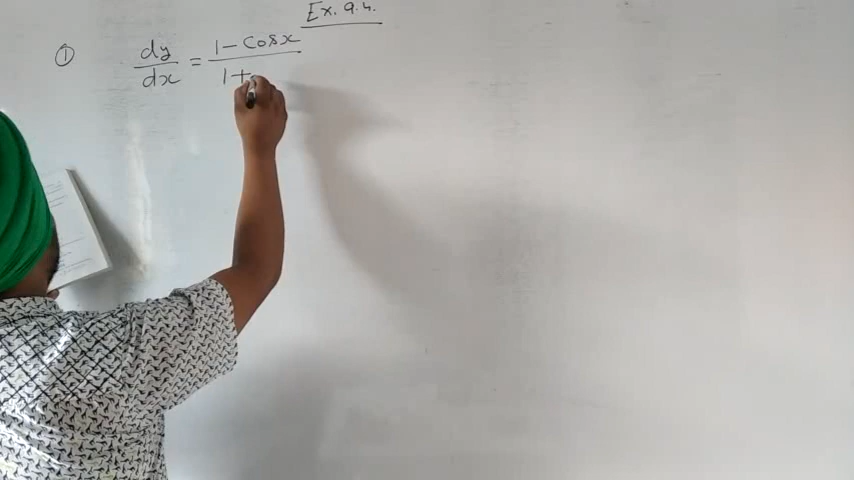 Ex. 9.4.
① dy/dx = 1 - Cosx / 1+